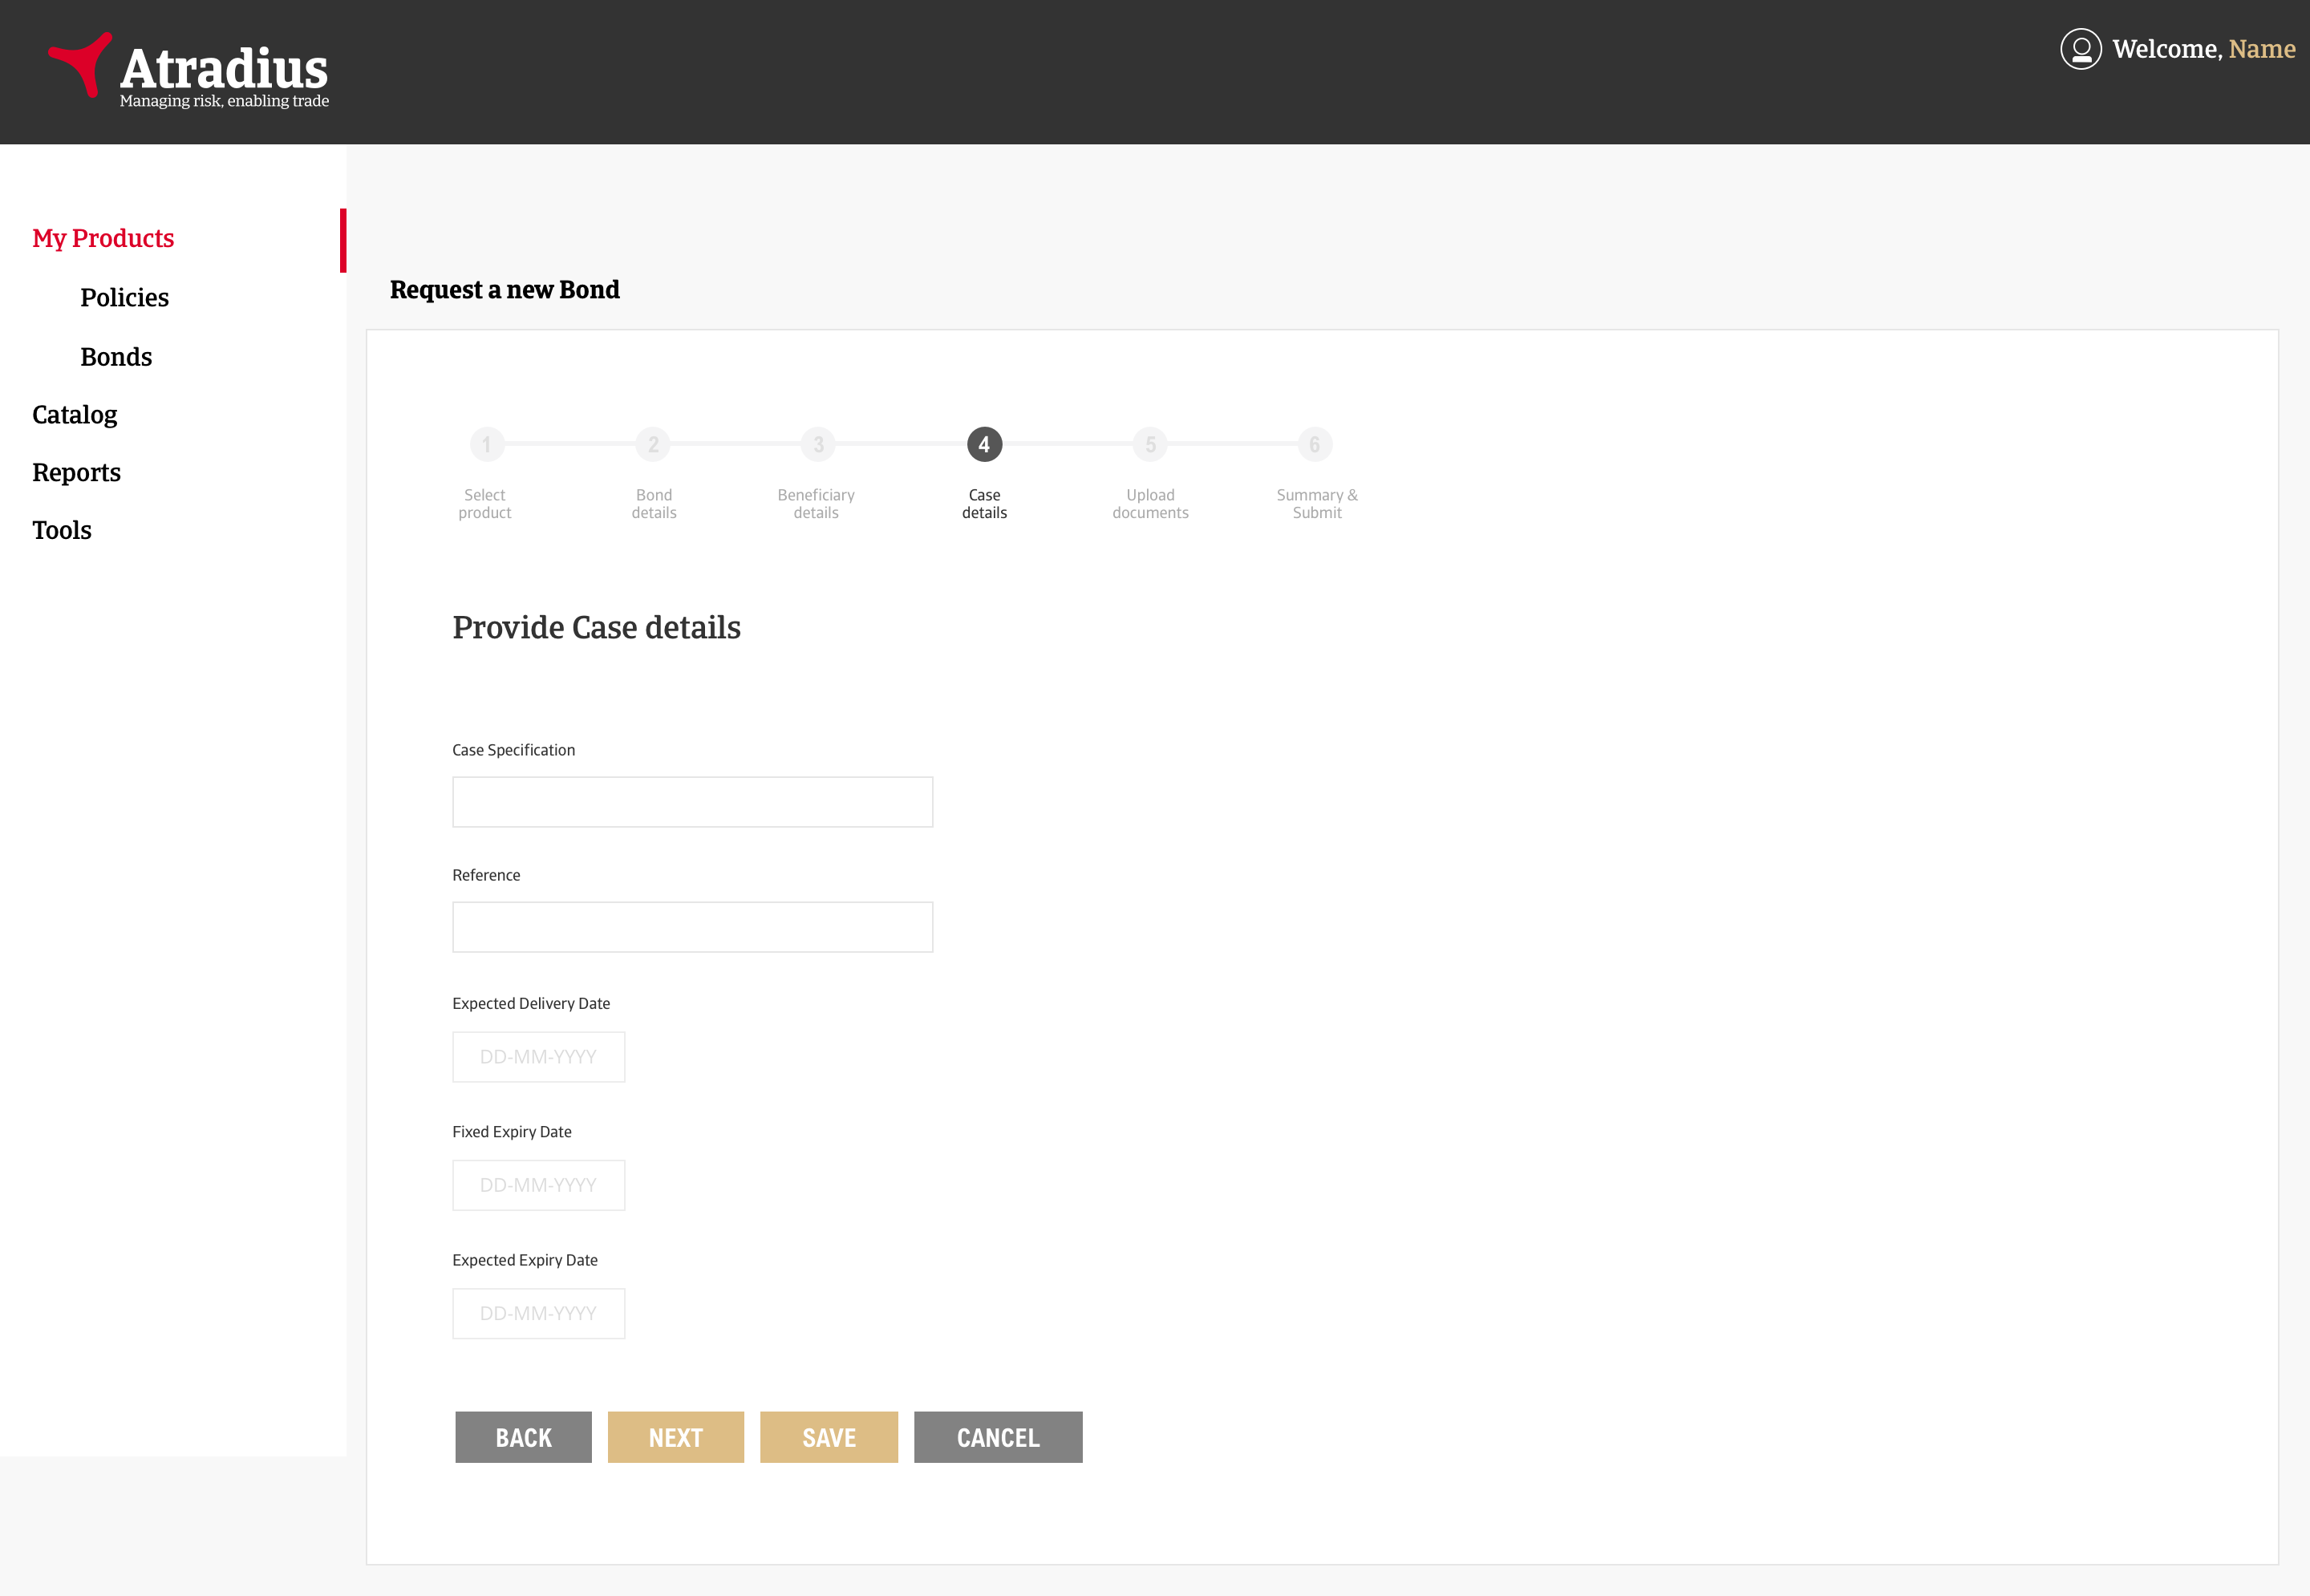 Atradius
Managing risk, enabling trade
Welcome, Name
My Products
Policies
Bonds
Catalog
Reports
Tools
Request a new Bond
1 2 3 4 5 6
Select product
Bond details
Beneficiary details
Case details
Upload documents
Summary & Submit
Provide Case details
Case Specification
Reference
Expected Delivery Date
DD-MM-YYYY
Fixed Expiry Date
DD-MM-YYYY
Expected Expiry Date
DD-MM-YYYY
BACK NEXT SAVE CANCEL